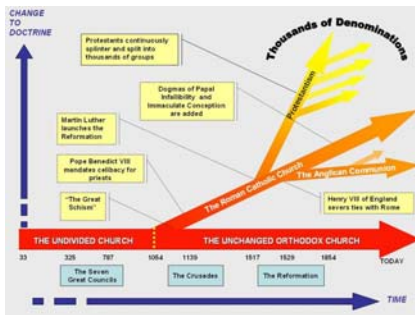 CHANGE
TO
DOCTRINE
Thousands of Denominations
Protestants continuously
splinter and split into
thousands of groups
Dogmas of Papel
Infallibility and
Immaculate Conception
are added
Protestantism
Martin Luther
launches the
Reformation
Pope Benedict VIII
mandates celibacy for
priests
"The Great
Schism"
The Roman Catholic Church
The Anglican Communion
Henry VIII of England
severs ties with Rome
THE UNDIVIDED CHURCH
THE UNCHANGED ORTHODOX CHURCH
33 325 787 1054 1139 1517 1529 1854 TODAY
The Seven
Great Councils
The Crusades
The Reformation
TIME